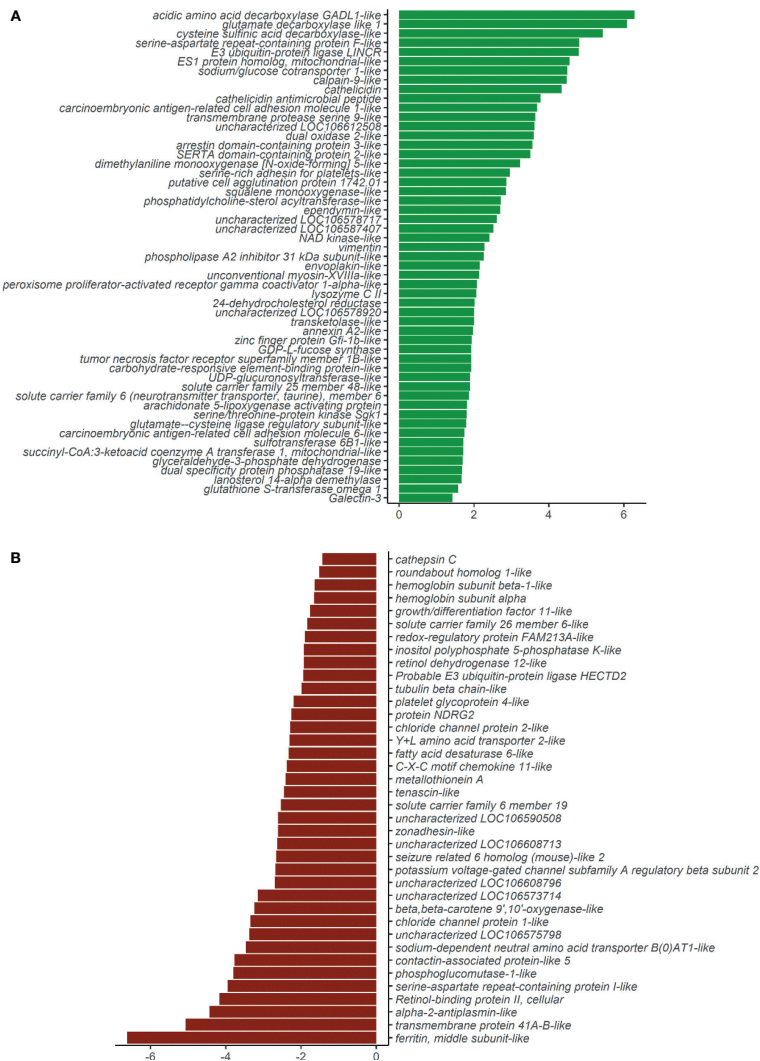 A
acidic amino acid decarboxylase GADL1-like
glutamate decarboxylase like 1
cysteine sulfinic acid decarboxylase-like
serine-aspartate repeat-containing protein F-like
E3 ubiquitin-protein ligase LINCR
ES1 protein homolog, mitochondrial-like
sodium/glucose cotransporter 1-like
calpain-9-like
cathelicidin
cathelicidin antimicrobial peptide
carcinoembryonic antigen-related cell adhesion molecule 1-like
transmembrane protease serine 9-like
uncharacterized LOC106612508
dual oxidase 2-like
arrestin domain-containing protein 3-like
SERTA domain-containing protein 2-like
dimethylaniline monooxygenase [N-oxide-forming] 5-like
serine-rich adhesin for platelets-like
putative cell agglutination protein 1742.01
squalene monooxygenase-like
phosphatidylcholine-sterol acyltransferase-like
ependymin-like
uncharacterized LOC106578717
uncharacterized LOC106587407
NAD kinase-like
vimentin
phospholipase A2 inhibitor 31 kDa subunit-like
envoplakin-like
unconventional myosin-XVIIIa-like
peroxisome proliferator-activated receptor gamma coactivator 1-alpha-like
lysozyme C II
24-dehydrocholesterol reductase
uncharacterized LOC106578920
transketolase-like
annexin A2-like
zinc finger protein Gfi-1b-like
GDP-L-fucose synthase
tumor necrosis factor receptor superfamily member 1B-like
carbohydrate-responsive element-binding protein-like
UDP-glucuronosyltransferase-like
solute carrier family 25 member 48-like
solute carrier family 6 (neurotransmitter transporter, taurine), member 6
arachidonate 5-lipoxygenase activating protein
serine/threonine-protein kinase Sgk1
glutamate--cysteine ligase regulatory subunit-like
carcinoembryonic antigen-related cell adhesion molecule 6-like
sulfotransferase 6B1-like
succinyl-CoA:3-ketoacid coenzyme A transferase 1, mitochondrial-like
glyceraldehyde-3-phosphate dehydrogenase
dual specificity protein phosphatase 19-like
lanosterol 14-alpha demethylase
glutathione S-transferase omega 1
Galectin-3
0 2 4 6
B
cathepsin C
roundabout homolog 1-like
hemoglobin subunit beta-1-like
hemoglobin subunit alpha
growth/differentiation factor 11-like
solute carrier family 26 member 6-like
redox-regulatory protein FAM213A-like
inositol polyphosphate 5-phosphatase K-like
retinol dehydrogenase 12-like
Probable E3 ubiquitin-protein ligase HECTD2
tubulin beta chain-like
platelet glycoprotein 4-like
protein NDRG2
chloride channel protein 2-like
Y+L amino acid transporter 2-like
fatty acid desaturase 6-like
C-X-C motif chemokine 11-like
metallothionein A
tenascin-like
solute carrier family 6 member 19
uncharacterized LOC106590508
zonadhesin-like
uncharacterized LOC106608713
seizure related 6 homolog (mouse)-like 2
potassium voltage-gated channel subfamily A regulatory beta subunit 2
uncharacterized LOC106608796
uncharacterized LOC106573714
beta,beta-carotene 9',10'-oxygenase-like
chloride channel protein 1-like
uncharacterized LOC106575798
sodium-dependent neutral amino acid transporter B(0)AT1-like
contactin-associated protein-like 5
phosphoglucomutase-1-like
serine-aspartate repeat-containing protein I-like
Retinol-binding protein II, cellular
alpha-2-antiplasmin-like
transmembrane protein 41A-B-like
ferritin, middle subunit-like
-6 -4 -2 0